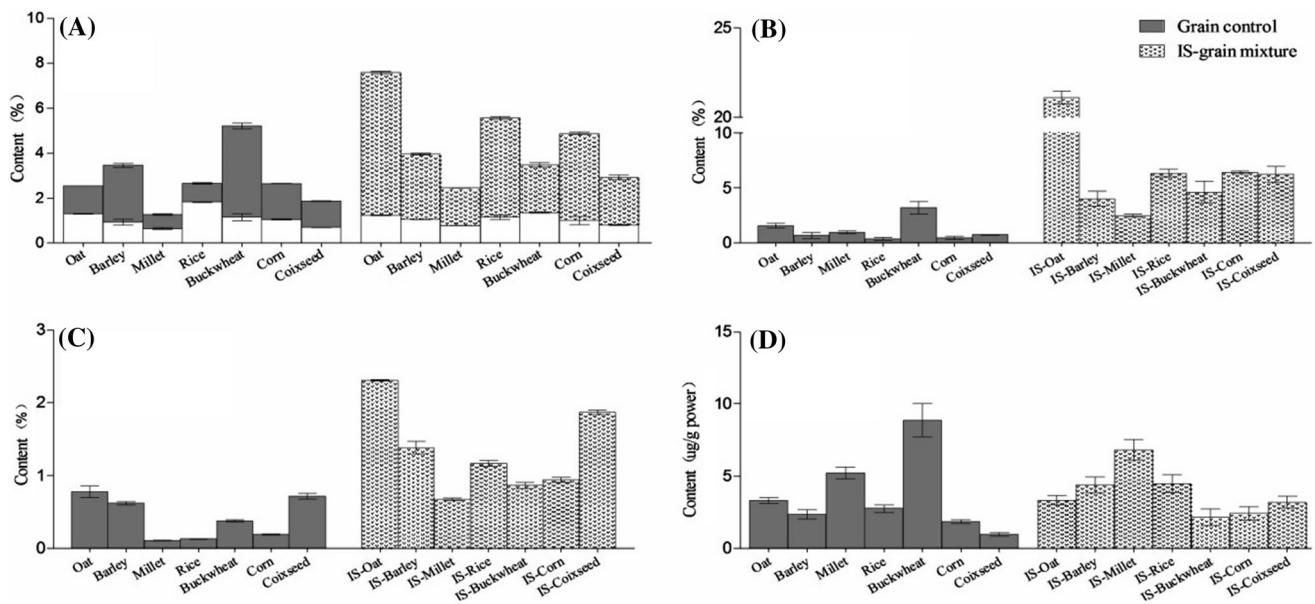 (A)
Content (%)
10
8
6
4
2
0
Oat Barley Millet Rice Buckwheat Corn Coixseed Oat Barley Millet Rice Buckwheat Corn Coixseed
(B)
Grain control
IS-grain mixture
Content (%)
25
20
10
5
0
Oat Barley Millet Rice Buckwheat Corn Coixseed IS-Oat IS-Barley IS-Millet IS-Rice IS-Buckwheat IS-Corn IS-Coixseed
(C)
Content (%)
3
2
1
0
Oat Barley Millet Rice Buckwheat Corn Coixseed IS-Oat IS-Barley IS-Millet IS-Rice IS-Buckwheat IS-Corn IS-Coixseed
(D)
Content (ug/g power)
15
10
5
0
Oat Barley Millet Rice Buckwheat Corn Coixseed IS-Oat IS-Barley IS-Millet IS-Rice IS-Buckwheat IS-Corn IS-Coixseed